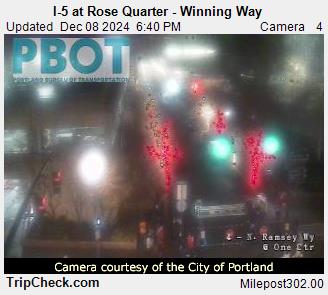 I-5 at Rose Quarter - Winning Way
Updated Dec 08 2024 6:40 PM Camera 4
PBOT
PORTLAND BUREAU OF TRANSPORTATION
4 - N. Ramsey Wy
@ One Ctr
Camera courtesy of the City of Portland
TripCheck.com Milepost302.00